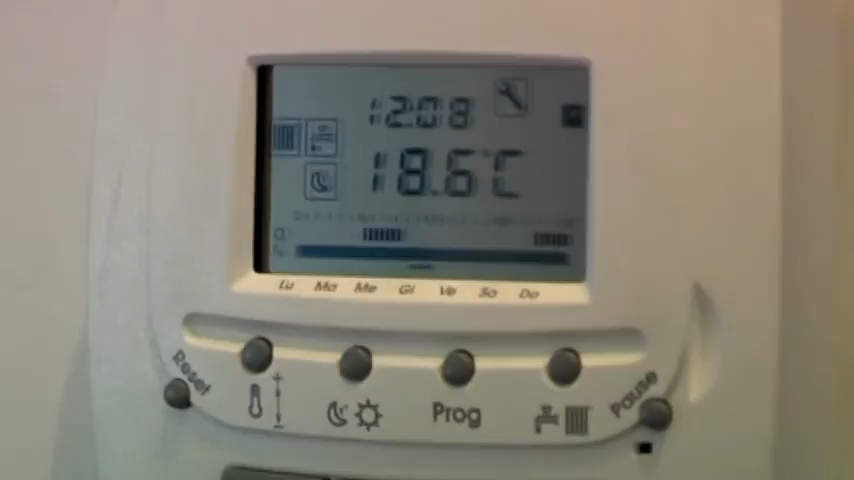 12:08
18.6°C
Lu Ma Me Gi Ve Sa Do
Reset
Prog
Pause